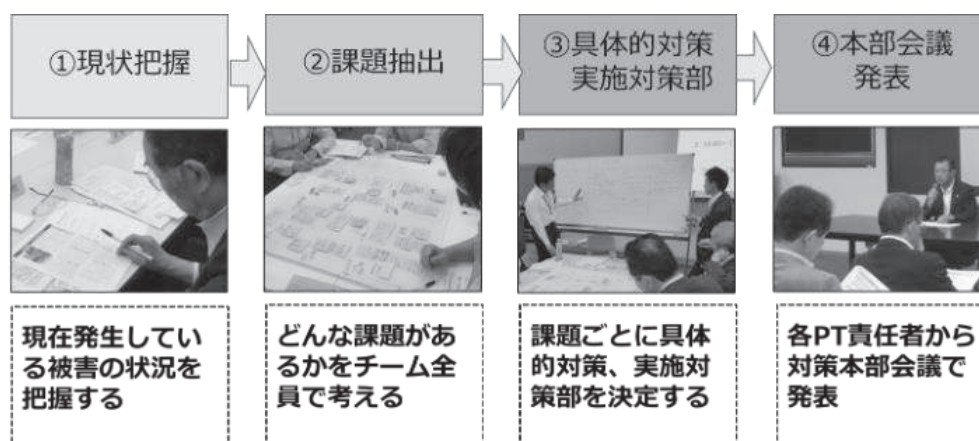 ①現状把握
②課題抽出
③具体的対策
実施対策部
④本部会議
発表
現在発生してい
る被害の状況を
把握する
どんな課題があ
るかをチーム全
員で考える
課題ごとに具体
的対策、実施対
策部を決定する
各PT責任者から
対策本部会議で
発表